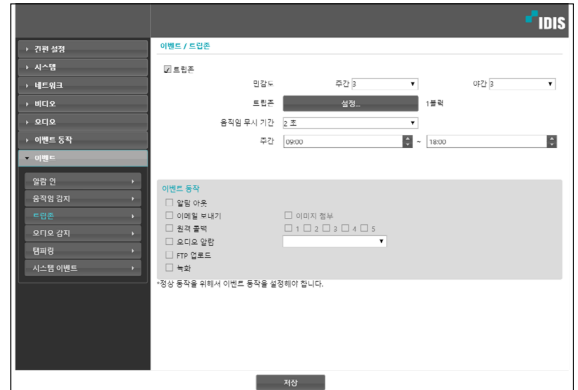 IDIS
간편 설정
시스템
네트워크
비디오
오디오
이벤트 동작
이벤트
알람 인
움직임 감지
트립존
오디오 감지
탬퍼링
시스템 이벤트
이벤트 / 트립존
트립존
민감도 주간 3 야간 3
트립존 설정... 1블럭
움직임 무시 기간 2 초
주간 09:00 ~ 18:00
이벤트 동작
알람 아웃
이메일 보내기 이미지 첨부
원격 콜백 1 2 3 4 5
오디오 알람
FTP 업로드
녹화
*정상 동작을 위해서 이벤트 동작을 설정해야 합니다.
저장